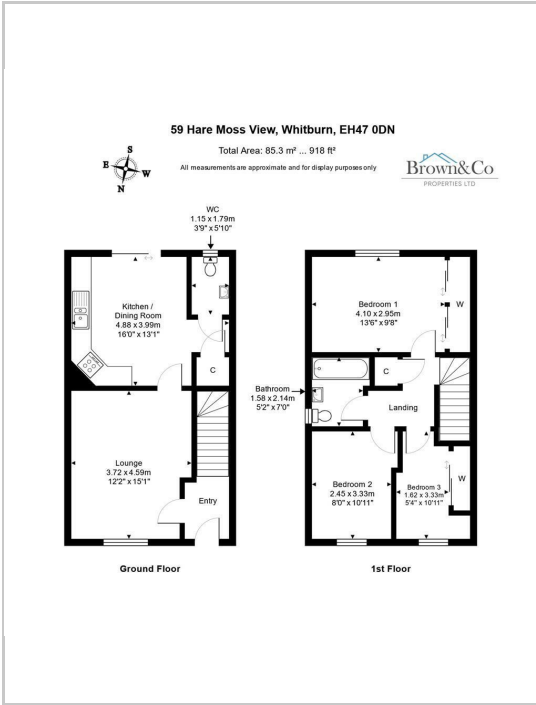 59 Hare Moss View, Whitburn, EH47 0DN
Total Area: 85.3 m² ... 918 ft²
All measurements are approximate and for display purposes only
S
E
W
N
Brown&Co
PROPERTIES LTD
WC
1.15 x 1.79m
3'9" x 5'10"
Kitchen /
Dining Room
4.88 x 3.99m
16'0" x 13'1"
C
Lounge
3.72 x 4.59m
12'2" x 15'1"
Entry
Ground Floor
Bedroom 1
4.10 x 2.95m
13'6" x 9'8"
W
Bathroom
1.58 x 2.14m
5'2" x 7'0"
C
Landing
Bedroom 2
2.45 x 3.33m
8'0" x 10'11"
Bedroom 3
1.62 x 3.33m
5'4" x 10'11"
W
1st Floor